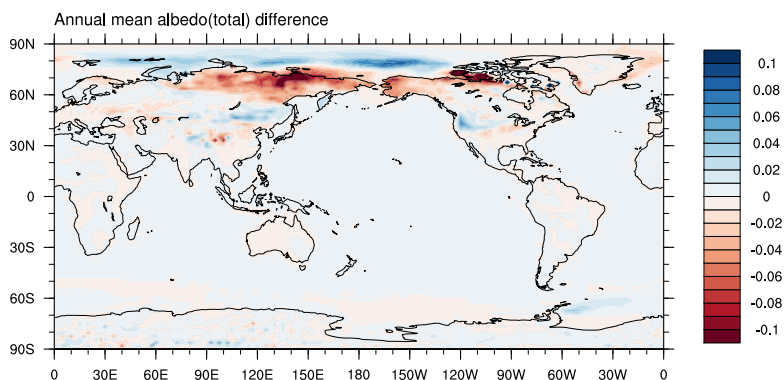 Annual mean albedo(total) difference
90N
60N
30N
0
30S
60S
90S
0 30E 60E 90E 120E 150E 180 150W 120W 90W 60W 30W 0
0.1
0.08
0.06
0.04
0.02
0
-0.02
-0.04
-0.06
-0.08
-0.1